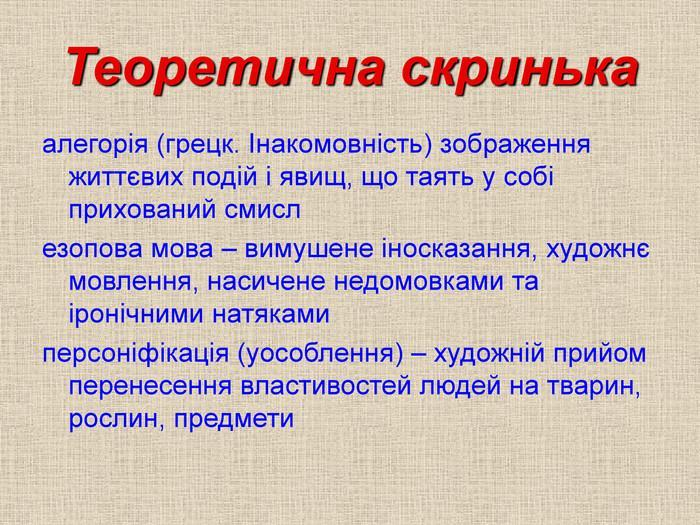 Теоретична скринька
алегорія (грецк. Інакомовність) зображення
життєвих подій і явищ, що таять у собі
прихований смисл
езопова мова – вимушене іносказання, художнє
мовлення, насичене недомовками та
іронічними натяками
персоніфікація (уособлення) – художній прийом
перенесення властивостей людей на тварин,
рослин, предмети